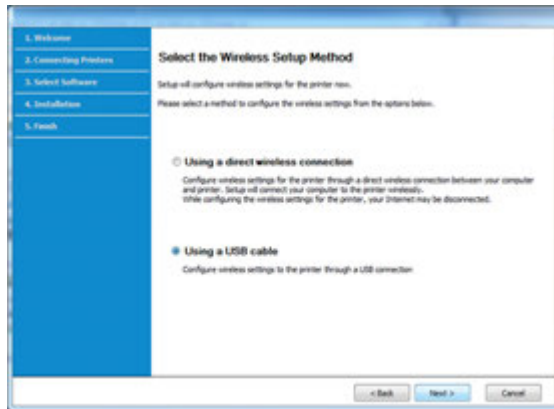 1. Welcome
2. Connecting Printers
3. Select Software
4. Installation
5. Finish
Select the Wireless Setup Method
Setup will configure wireless settings for the printer now.
Please select a method to configure the wireless settings from the options below.
Using a direct wireless connection
Configure wireless settings for the printer through a direct wireless connection between your computer
and printer. Setup will connect your computer to the printer wirelessly.
While configuring the wireless settings for the printer, your Internet may be disconnected.
Using a USB cable
Configure wireless settings to the printer through a USB connection
< Back
Next >
Cancel